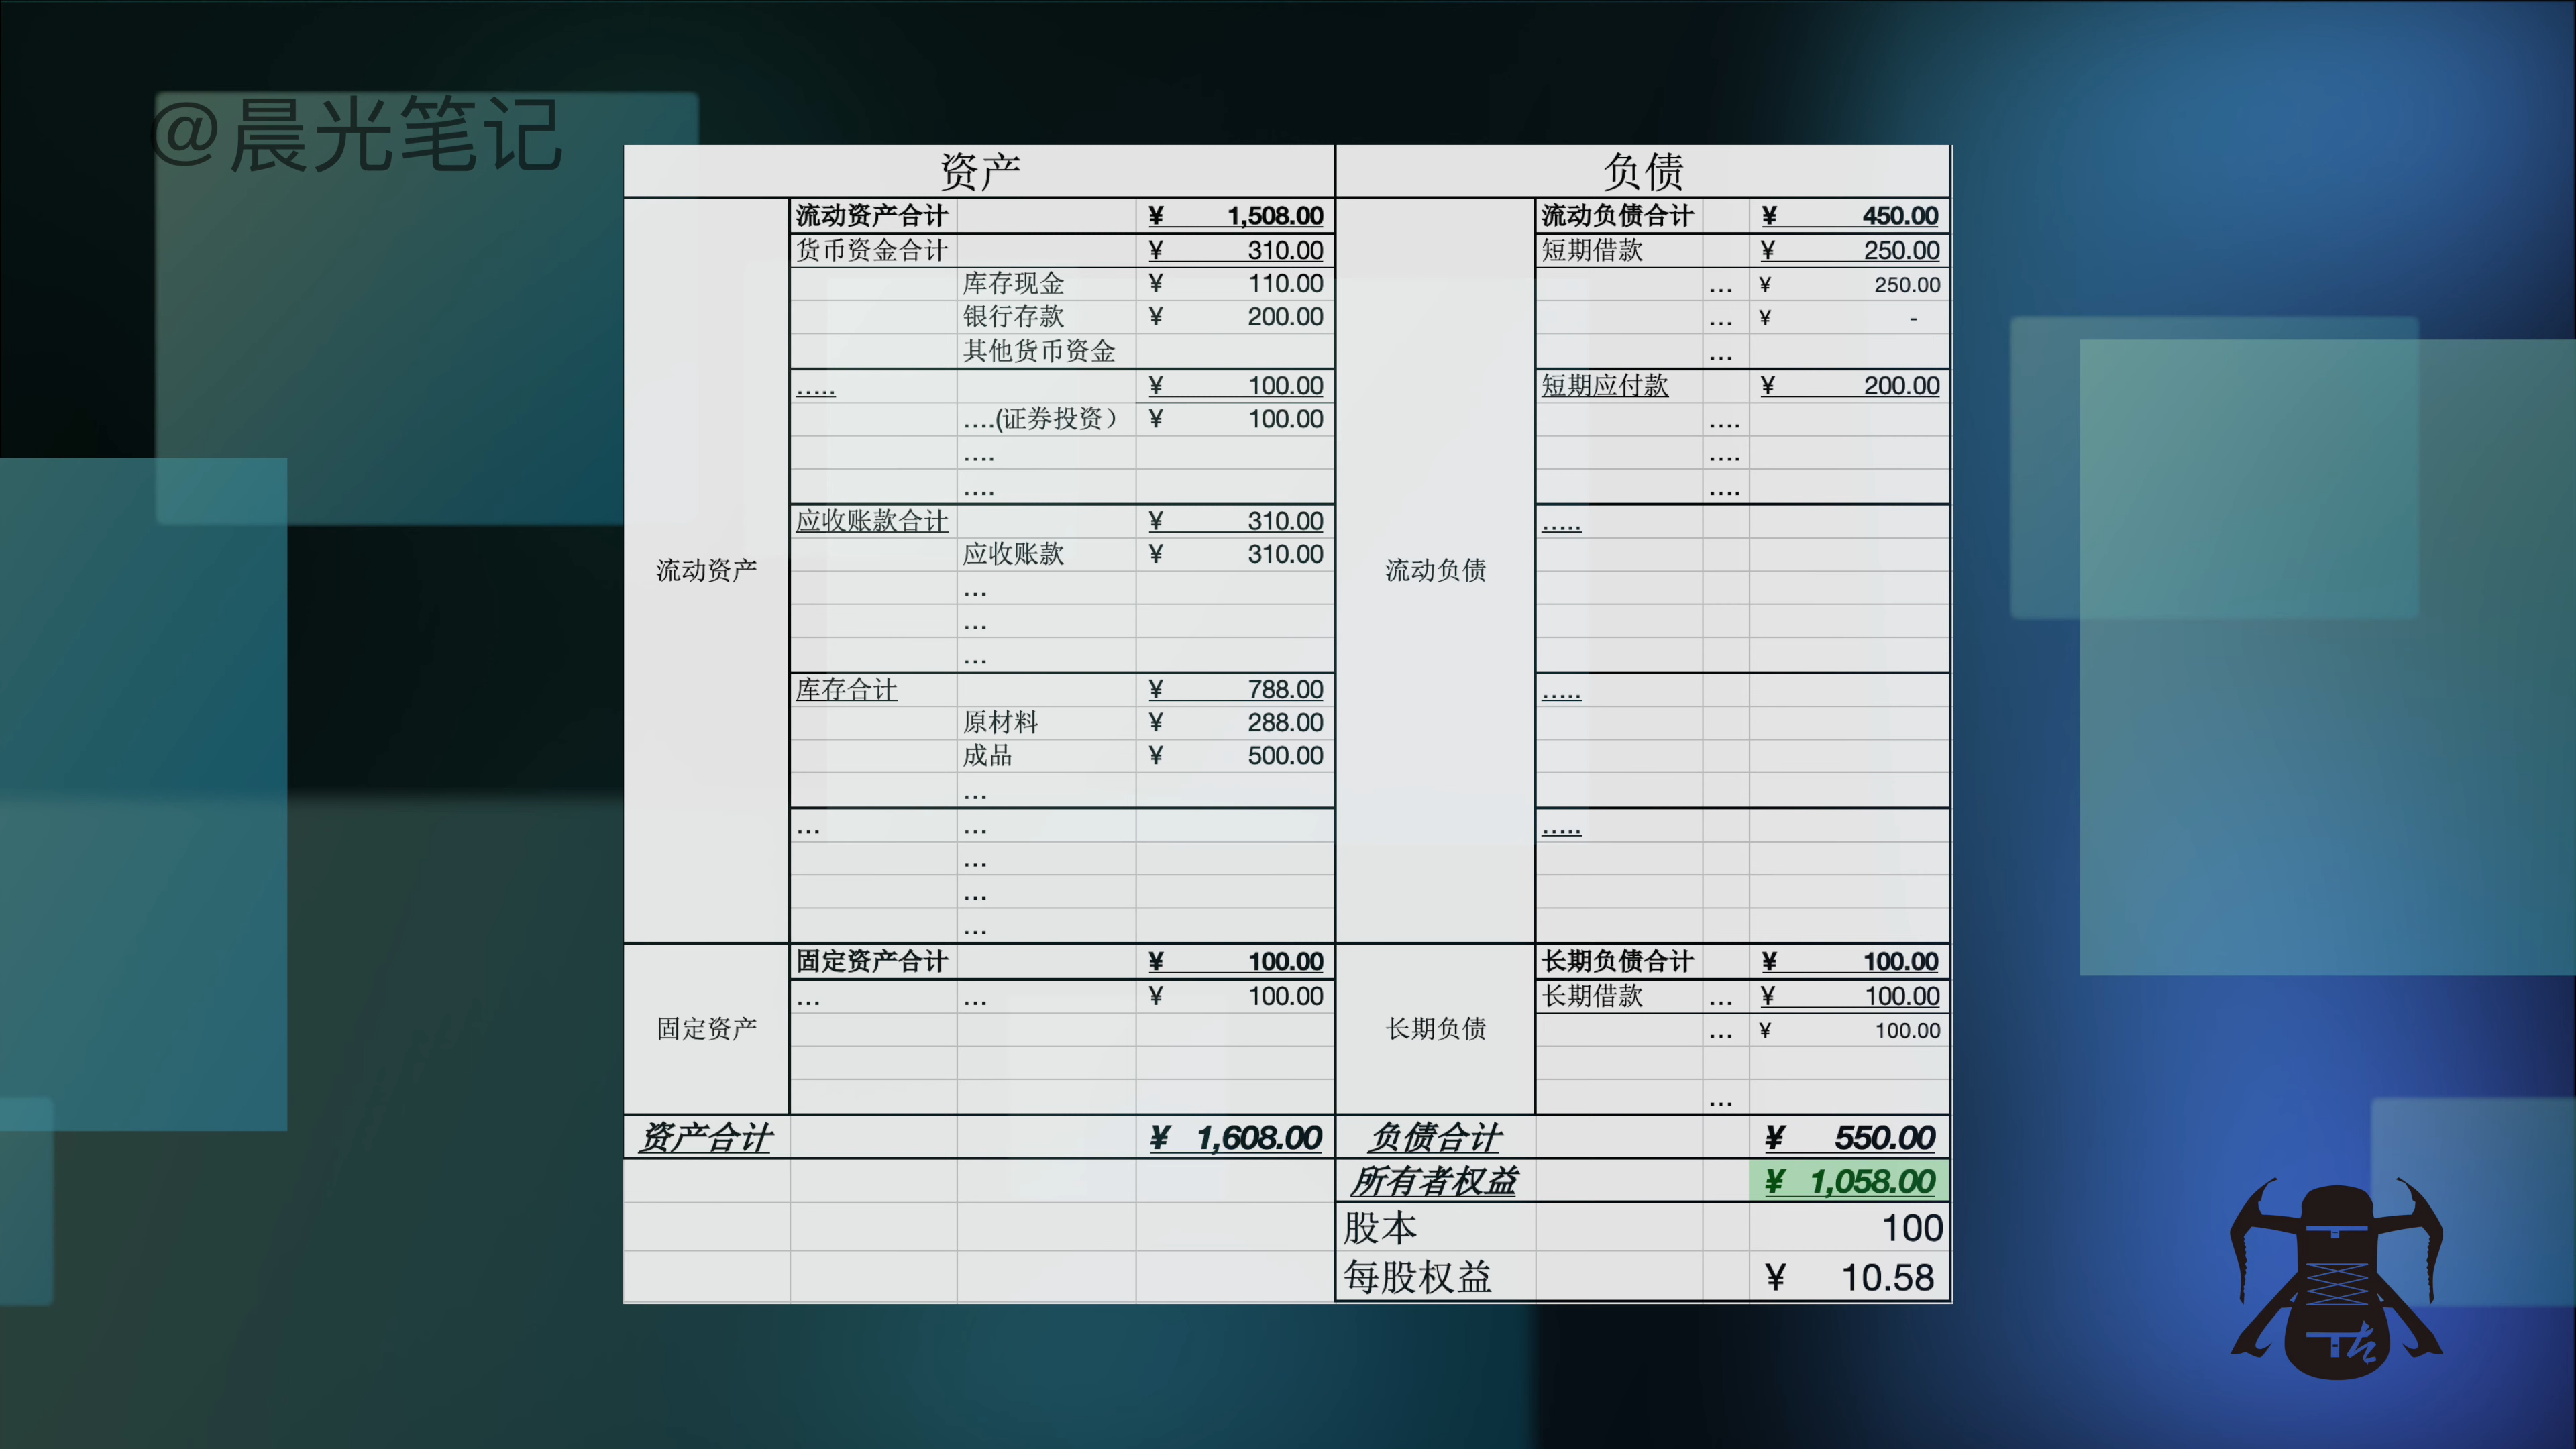 @晨光笔记
资产 负债
流动资产合计 ¥ 1,508.00 流动负债合计 ¥ 450.00
货币资金合计 ¥ 310.00 短期借款 ¥ 250.00
库存现金 ¥ 110.00 ... ¥ 250.00
银行存款 ¥ 200.00 ... ¥ -
其他货币资金 ...
..... ¥ 100.00 短期应付款 ¥ 200.00
....(证券投资） ¥ 100.00 ....
.... ....
.... ....
应收账款合计 ¥ 310.00 .....
应收账款 ¥ 310.00
流动资产 ... 流动负债
...
...
库存合计 ¥ 788.00 .....
原材料 ¥ 288.00
成品 ¥ 500.00
...
... ... .....
...
...
...
固定资产合计 ¥ 100.00 长期负债合计 ¥ 100.00
... ... ¥ 100.00 长期借款 ... ¥ 100.00
固定资产 长期负债 ... ¥ 100.00
...
资产合计 ¥ 1,608.00 负债合计 ¥ 550.00
所有者权益 ¥ 1,058.00
股本 100
每股权益 ¥ 10.58